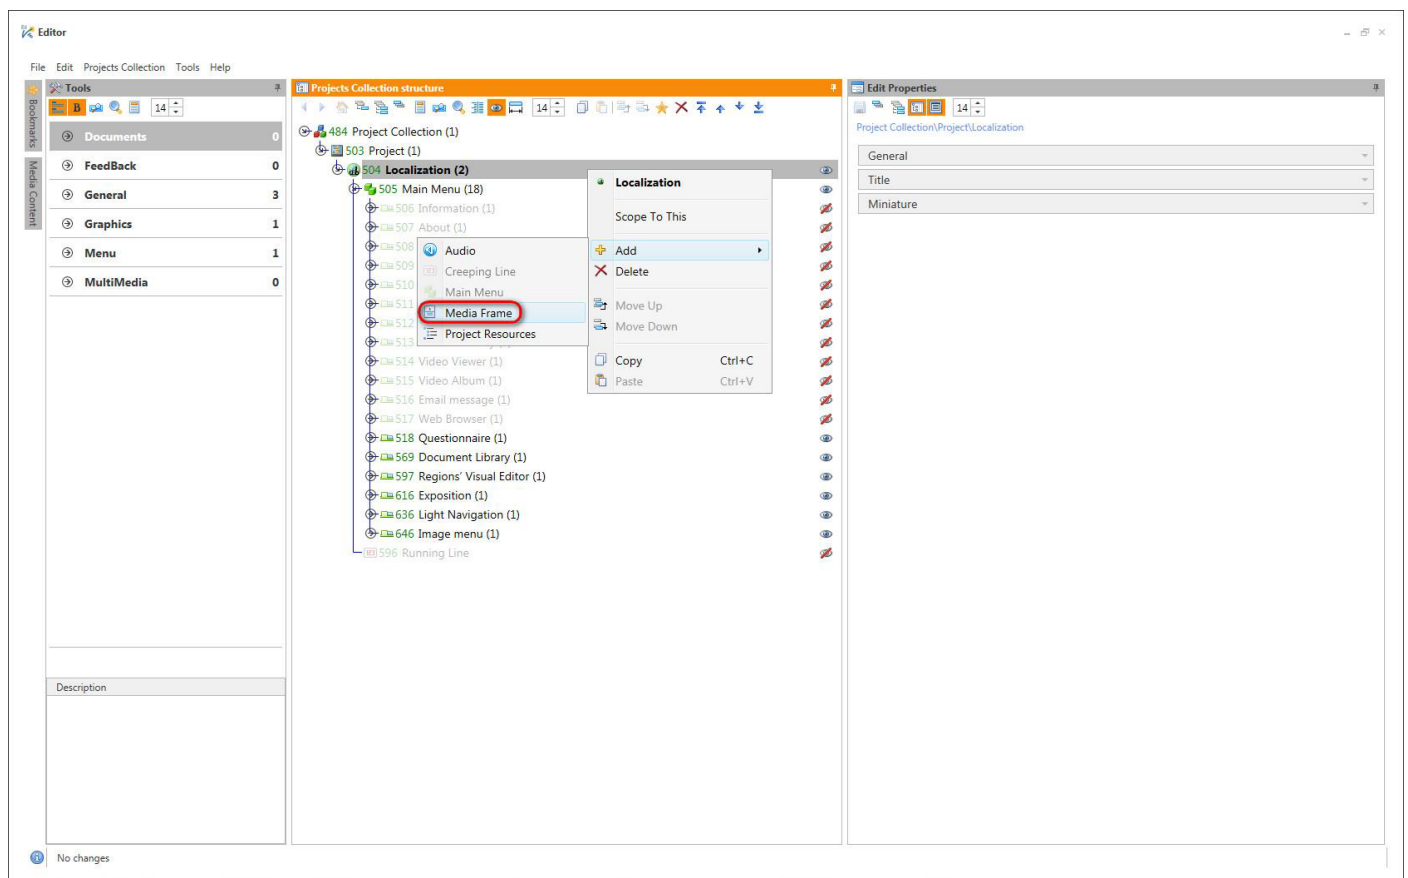 Editor
File Edit Projects Collection Tools Help
Bookmarks
Media Content
Tools
B 14
Documents 0
FeedBack 0
General 3
Graphics 1
Menu 1
MultiMedia 0
Description
Projects Collection structure
14
484 Project Collection (1)
503 Project (1)
504 Localization (2)
505 Main Menu (18)
506 Information (1)
507 About (1)
508
509
510
511
512
513
514 Video Viewer (1)
515 Video Album (1)
516 Email message (1)
517 Web Browser (1)
518 Questionnaire (1)
569 Document Library (1)
597 Regions' Visual Editor (1)
616 Exposition (1)
636 Light Navigation (1)
646 Image menu (1)
596 Running Line
Audio
Creeping Line
Main Menu
Media Frame
Project Resources
Localization
Scope To This
Add
Delete
Move Up
Move Down
Copy Ctrl+C
Paste Ctrl+V
Edit Properties
14
Project Collection\Project\Localization
General
Title
Miniature
No changes